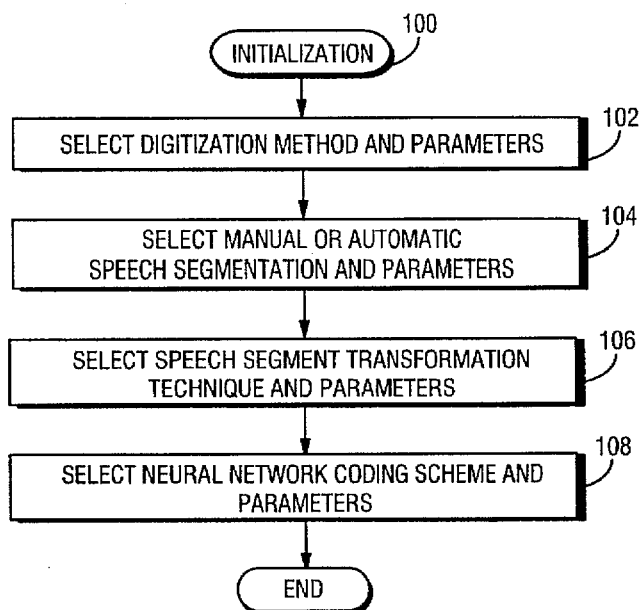 100
INITIALIZATION
SELECT DIGITIZATION METHOD AND PARAMETERS
102
104
SELECT MANUAL OR AUTOMATIC
SPEECH SEGMENTATION AND PARAMETERS
106
SELECT SPEECH SEGMENT TRANSFORMATION
TECHNIQUE AND PARAMETERS
108
SELECT NEURAL NETWORK CODING SCHEME AND
PARAMETERS
END